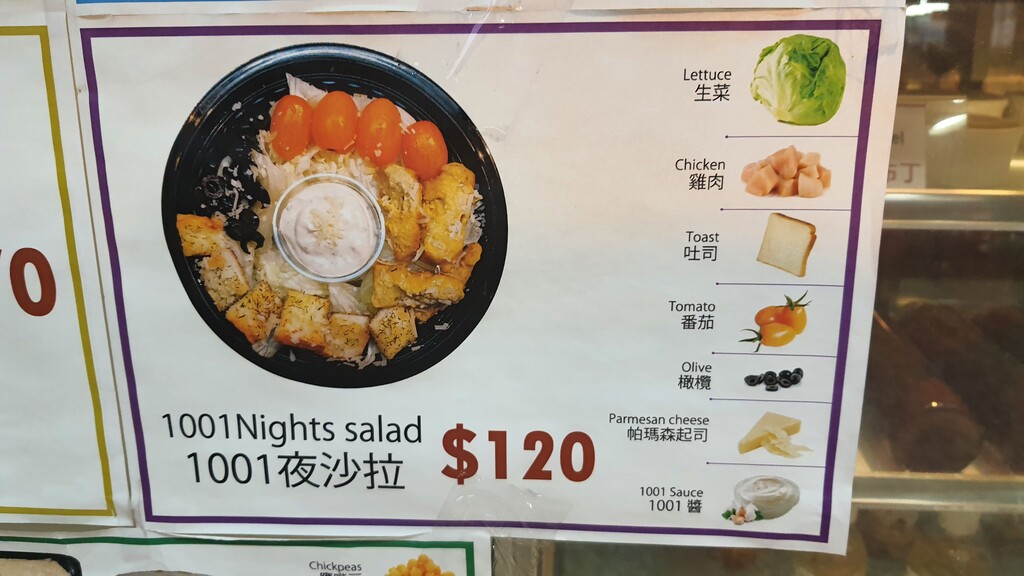 Lettuce
生菜
Chicken
雞肉
Toast
吐司
Tomato
番茄
Olive
橄欖
Parmesan cheese
帕瑪森起司
1001 Sauce
1001 醬
1001Nights salad
1001夜沙拉
$120
0
Chickpeas